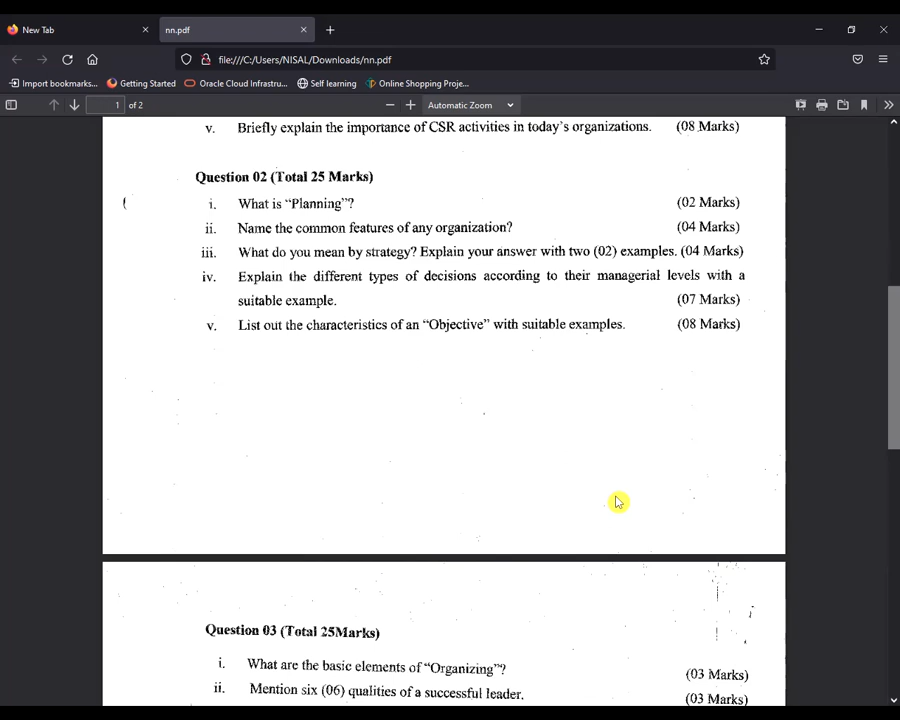 New Tab
nn.pdf
file:///C:/Users/NISAL/Downloads/nn.pdf
Import bookmarks...
Getting Started
Oracle Cloud Infrastru...
Self learning
Online Shopping Proje...
1 of 2
Automatic Zoom
v. Briefly explain the importance of CSR activities in today's organizations. (08 Marks)
Question 02 (Total 25 Marks)
i. What is “Planning”? (02 Marks)
ii. Name the common features of any organization? (04 Marks)
iii. What do you mean by strategy? Explain your answer with two (02) examples. (04 Marks)
iv. Explain the different types of decisions according to their managerial levels with a
suitable example. (07 Marks)
v. List out the characteristics of an “Objective” with suitable examples. (08 Marks)
Question 03 (Total 25Marks)
i. What are the basic elements of “Organizing”? (03 Marks)
ii. Mention six (06) qualities of a successful leader. (03 Marks)